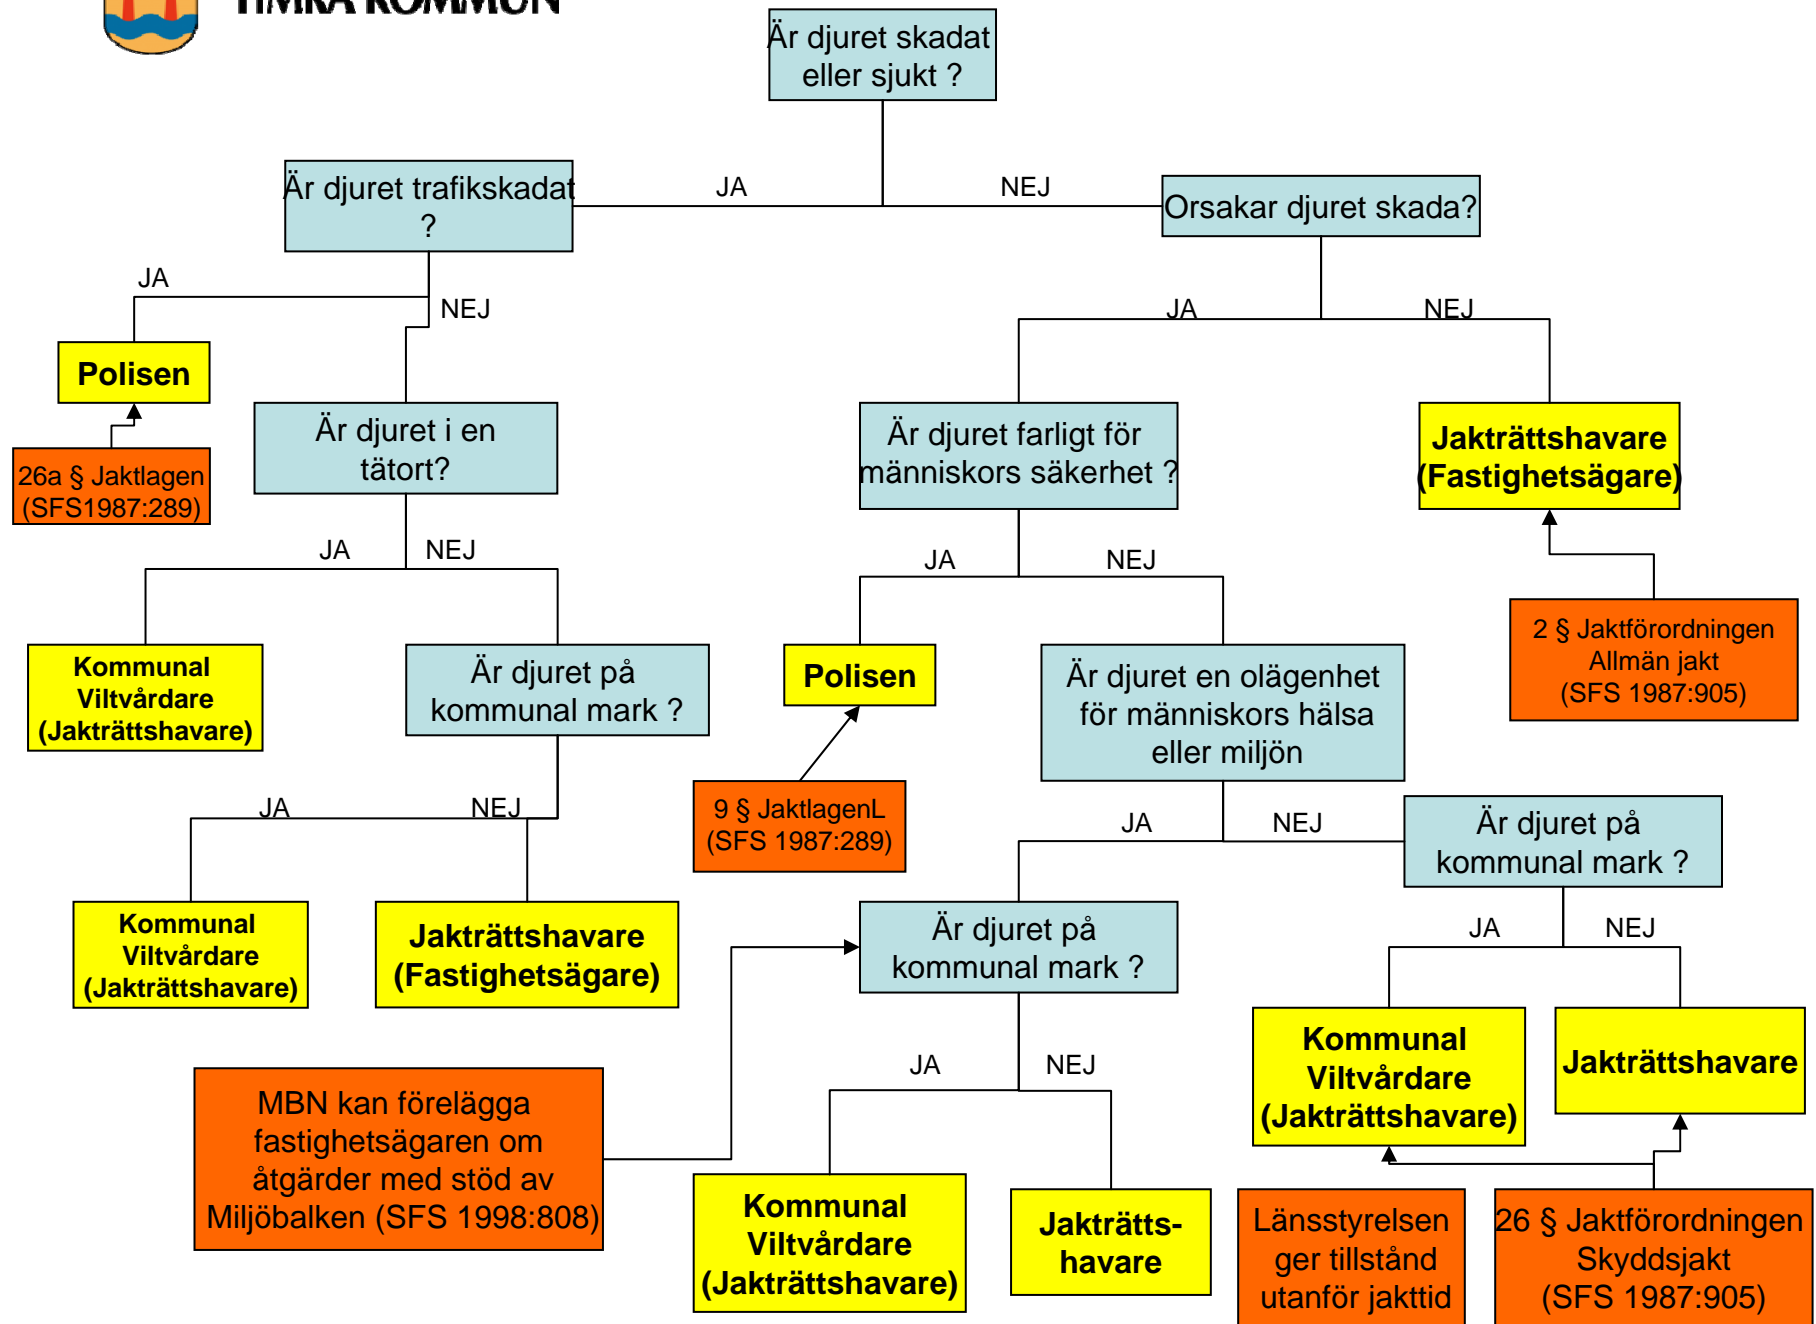 TIMRÅ KOMMUN
Är djuret skadat
eller sjukt ?
Är djuret trafikskadat
?
JA
NEJ
Orsakar djuret skada?
JA
NEJ
JA
NEJ
Polisen
26a § Jaktlagen
(SFS1987:289)
Är djuret i en
tätort?
Är djuret farligt för
människors säkerhet ?
Jakträttshavare
(Fastighetsägare)
JA
NEJ
JA
NEJ
2 § Jaktförordningen
Allmän jakt
(SFS 1987:905)
Kommunal
Viltvårdare
(Jakträttshavare)
Är djuret på
kommunal mark ?
Polisen
Är djuret en olägenhet
för människors hälsa
eller miljön
JA
NEJ
9 § JaktlagenL
(SFS 1987:289)
JA
NEJ
Är djuret på
kommunal mark ?
Kommunal
Viltvårdare
(Jakträttshavare)
Jakträttshavare
(Fastighetsägare)
Är djuret på
kommunal mark ?
JA
NEJ
MBN kan förelägga
fastighetsägaren om
åtgärder med stöd av
Miljöbalken (SFS 1998:808)
JA
NEJ
Kommunal
Viltvårdare
(Jakträttshavare)
Jakträttshavare
Kommunal
Viltvårdare
(Jakträttshavare)
Jakträtts-
havare
Länsstyrelsen
ger tillstånd
utanför jakttid
26 § Jaktförordningen
Skyddsjakt
(SFS 1987:905)